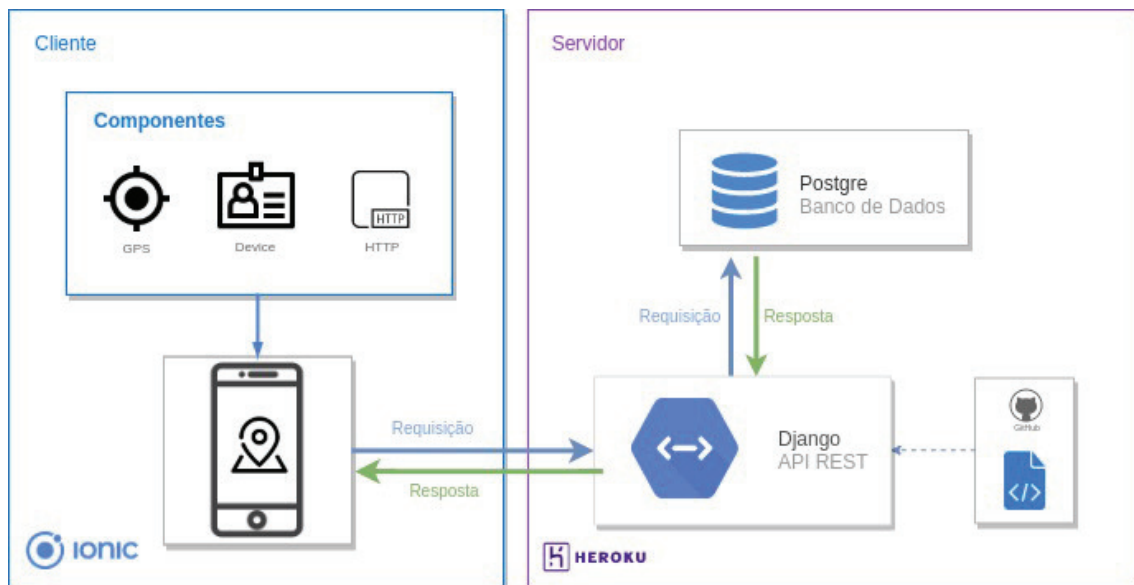 Cliente
Componentes
GPS
Device
HTTP
HTTP
Requisição
Resposta
IONIC
Servidor
Postgre
Banco de Dados
Requisição
Resposta
Django
API REST
GitHub
HEROKU